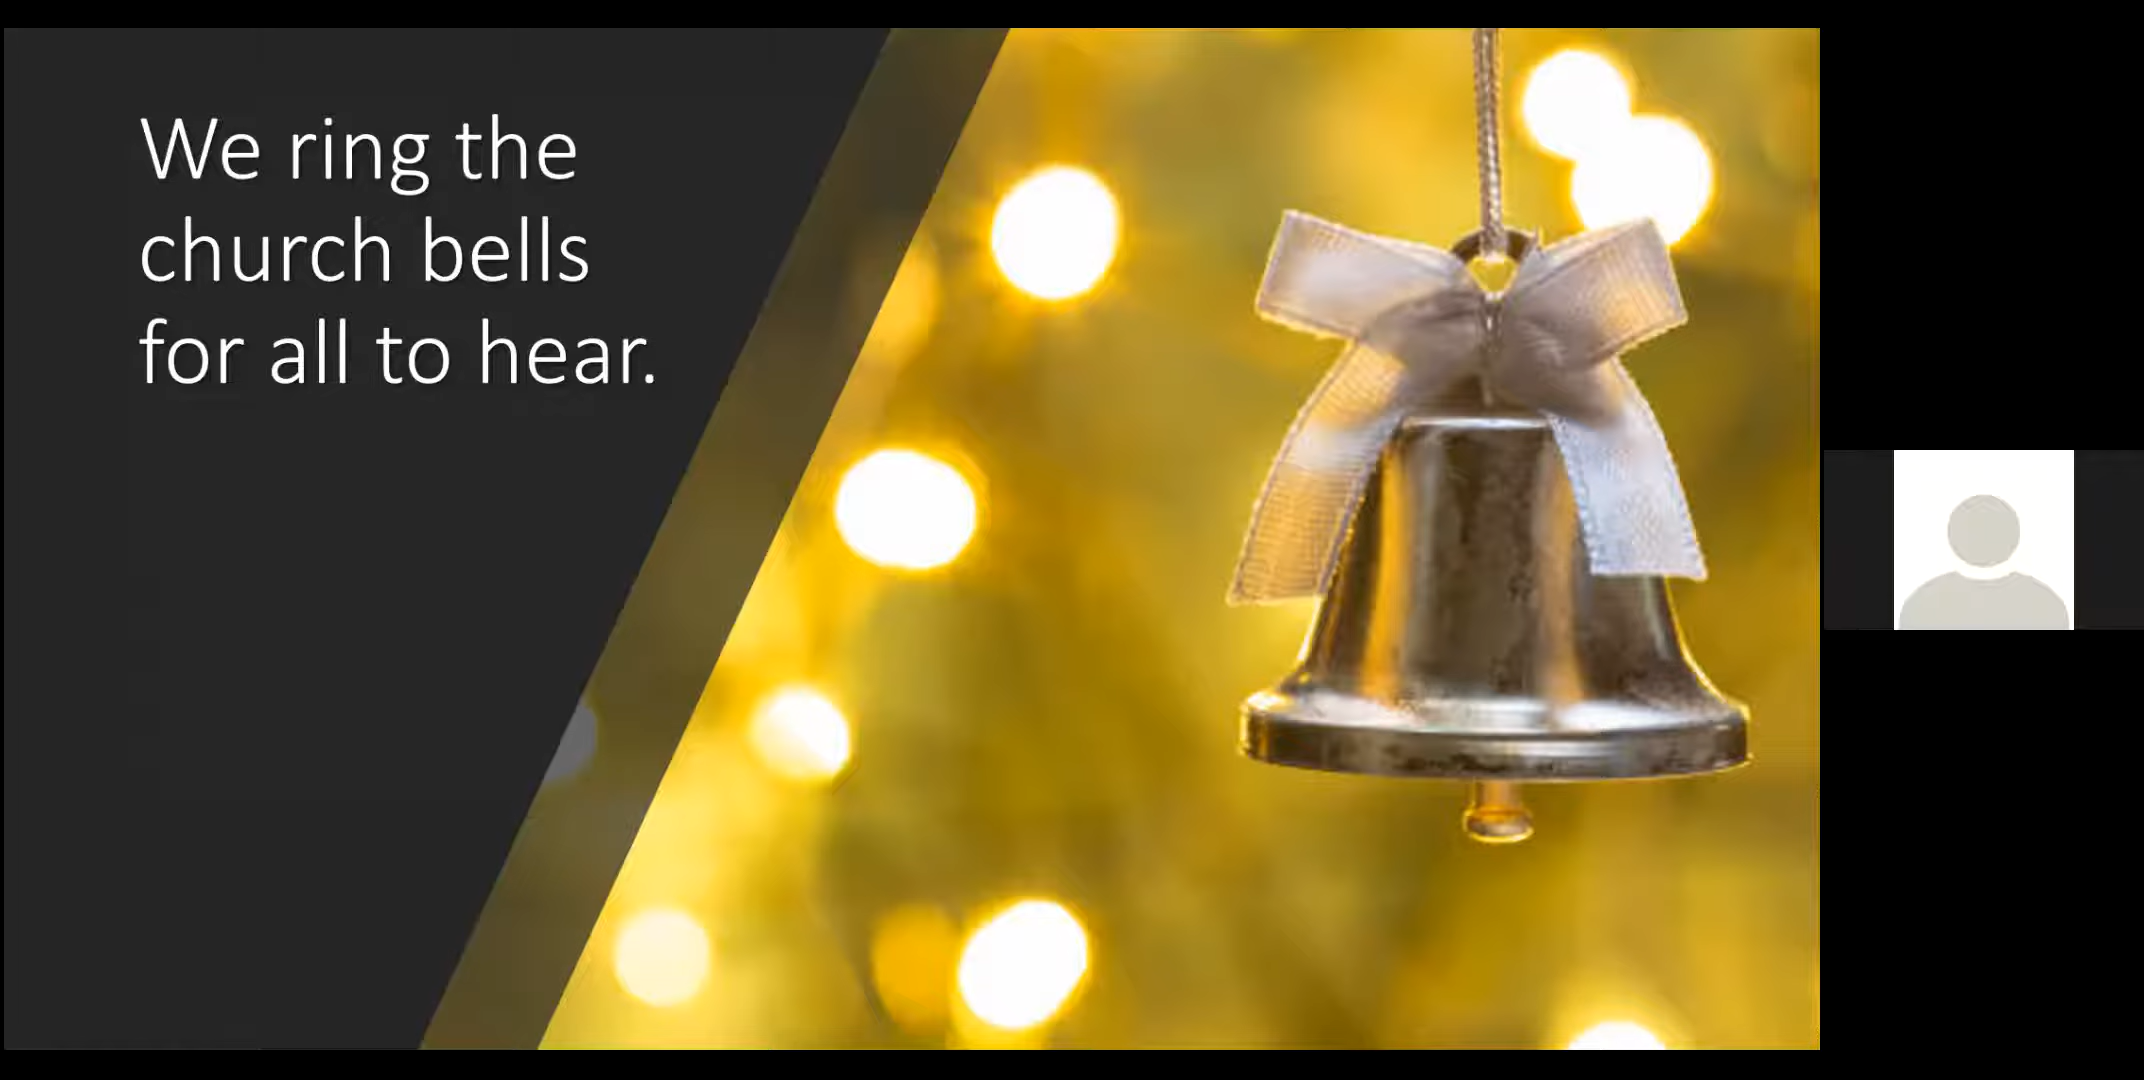 We ring the
church bells
for all to hear.